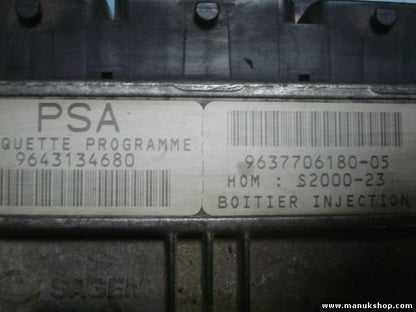 PSA
QUETTE PROGRAMME
9643134680
9637706180-05
HOM : S2000-23
BOITIER INJECTION
SAGEM
www.manukshop.com